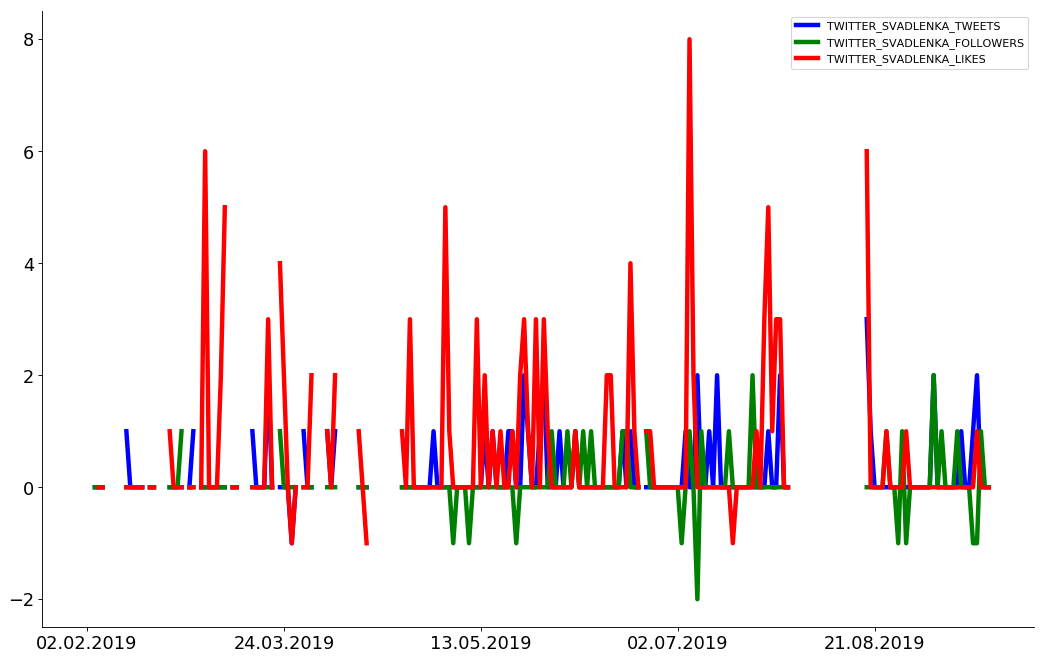 TWITTER_SVADLENKA_TWEETS
TWITTER_SVADLENKA_FOLLOWERS
TWITTER_SVADLENKA_LIKES
8
6
4
2
0
−2
02.02.2019 24.03.2019 13.05.2019 02.07.2019 21.08.2019